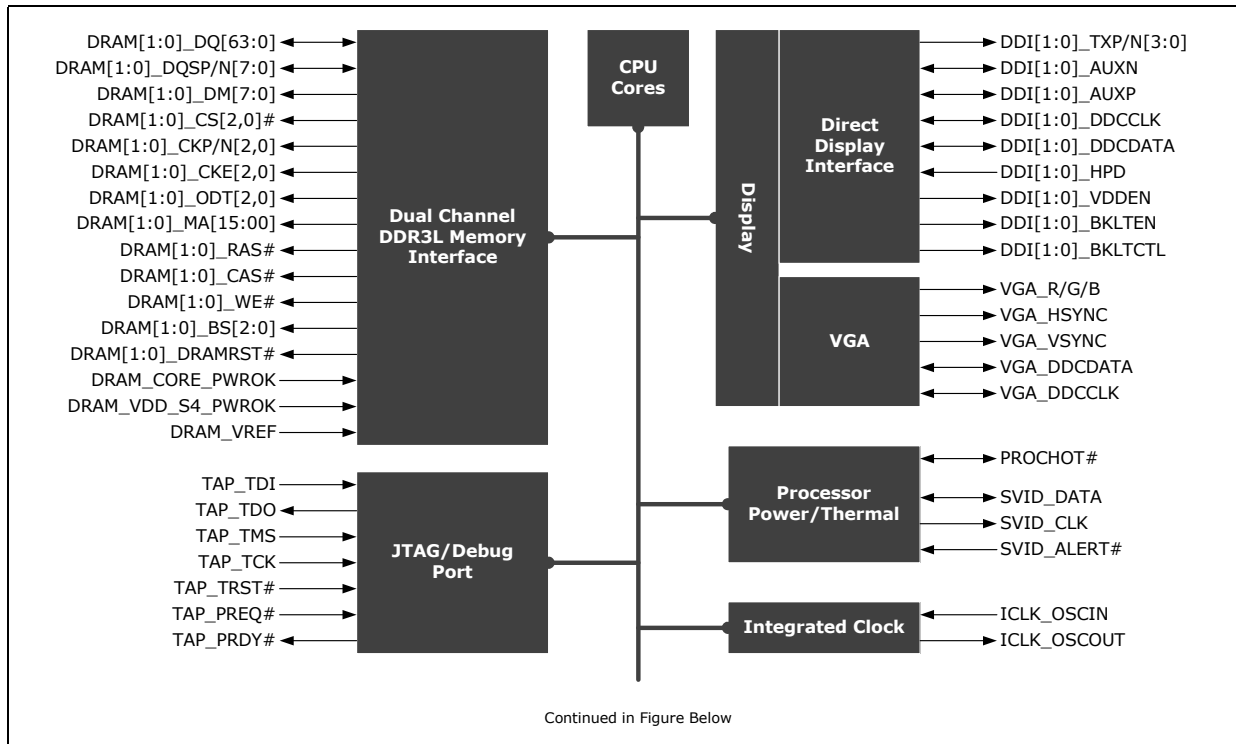 DRAM[1:0]_DQ[63:0]
DRAM[1:0]_DQSP/N[7:0]
DRAM[1:0]_DM[7:0]
DRAM[1:0]_CS[2,0]#
DRAM[1:0]_CKP/N[2,0]
DRAM[1:0]_CKE[2,0]
DRAM[1:0]_ODT[2,0]
DRAM[1:0]_MA[15:00]
DRAM[1:0]_RAS#
DRAM[1:0]_CAS#
DRAM[1:0]_WE#
DRAM[1:0]_BS[2:0]
DRAM[1:0]_DRAMRST#
DRAM_CORE_PWROK
DRAM_VDD_S4_PWROK
DRAM_VREF
Dual Channel
DDR3L Memory
Interface
TAP_TDI
TAP_TDO
TAP_TMS
TAP_TCK
TAP_TRST#
TAP_PREQ#
TAP_PRDY#
JTAG/Debug
Port
CPU
Cores
Display
Direct
Display
Interface
DDI[1:0]_TXP/N[3:0]
DDI[1:0]_AUXN
DDI[1:0]_AUXP
DDI[1:0]_DDCCLK
DDI[1:0]_DDCDATA
DDI[1:0]_HPD
DDI[1:0]_VDDEN
DDI[1:0]_BKLTEN
DDI[1:0]_BKLTCTL
VGA
VGA_R/G/B
VGA_HSYNC
VGA_VSYNC
VGA_DDCDATA
VGA_DDCCLK
Processor
Power/Thermal
PROCHOT#
SVID_DATA
SVID_CLK
SVID_ALERT#
Integrated Clock
ICLK_OSCIN
ICLK_OSCOUT
Continued in Figure Below